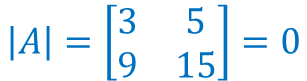 |A| = [3 5
9 15] = 0